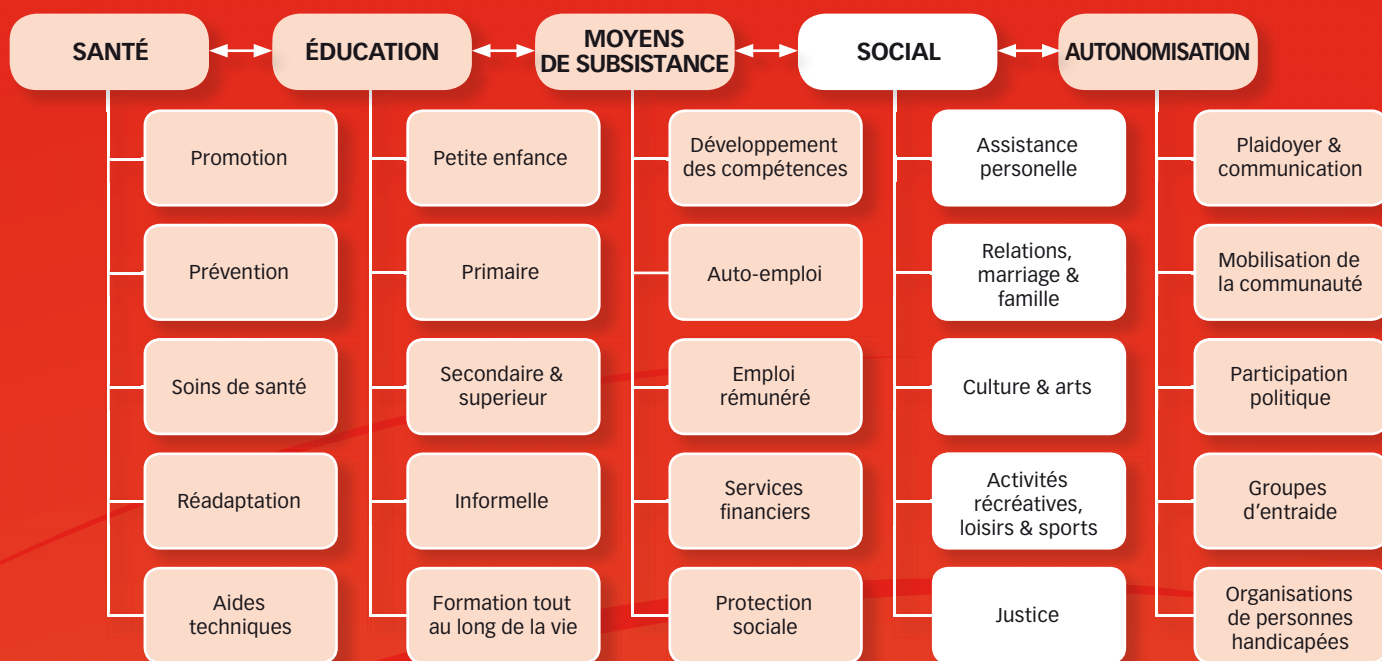 SANTÉ
ÉDUCATION
MOYENS
DE SUBSISTANCE
SOCIAL
AUTONOMISATION
Promotion
Prévention
Soins de santé
Réadaptation
Aides
techniques
Petite enfance
Primaire
Secondaire &
superieur
Informelle
Formation tout
au long de la vie
Développement
des compétences
Auto-emploi
Emploi
rémunéré
Services
financiers
Protection
sociale
Assistance
personelle
Relations,
marriage &
famille
Culture & arts
Activités
récréatives,
loisirs & sports
Justice
Plaidoyer &
communication
Mobilisation de
la communauté
Participation
politique
Groupes
d’entraide
Organisations
de personnes
handicapées